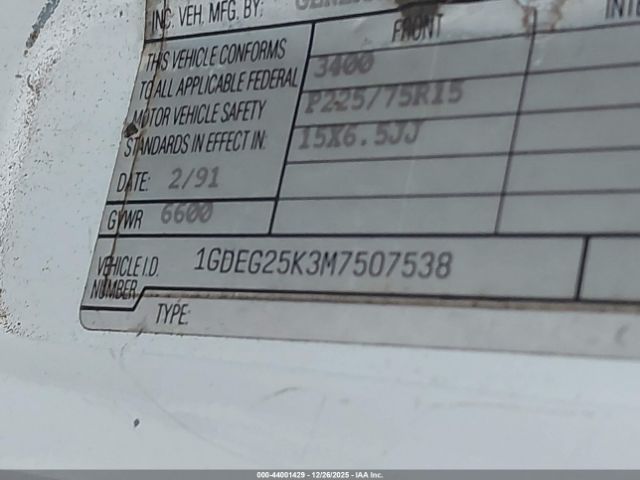 INC. VEH. MFG. BY:
FRONT
THIS VEHICLE CONFORMS
TO ALL APPLICABLE FEDERAL
MOTOR VEHICLE SAFETY
STANDARDS IN EFFECT IN:
3400
P225/75R15
15X6.5JJ
DATE: 2/91
GVWR 6600
VEHICLE I.D.
NUMBER
1GDEG25K3M7507538
TYPE:
000-44001429 - 12/26/2025 - IAA Inc.